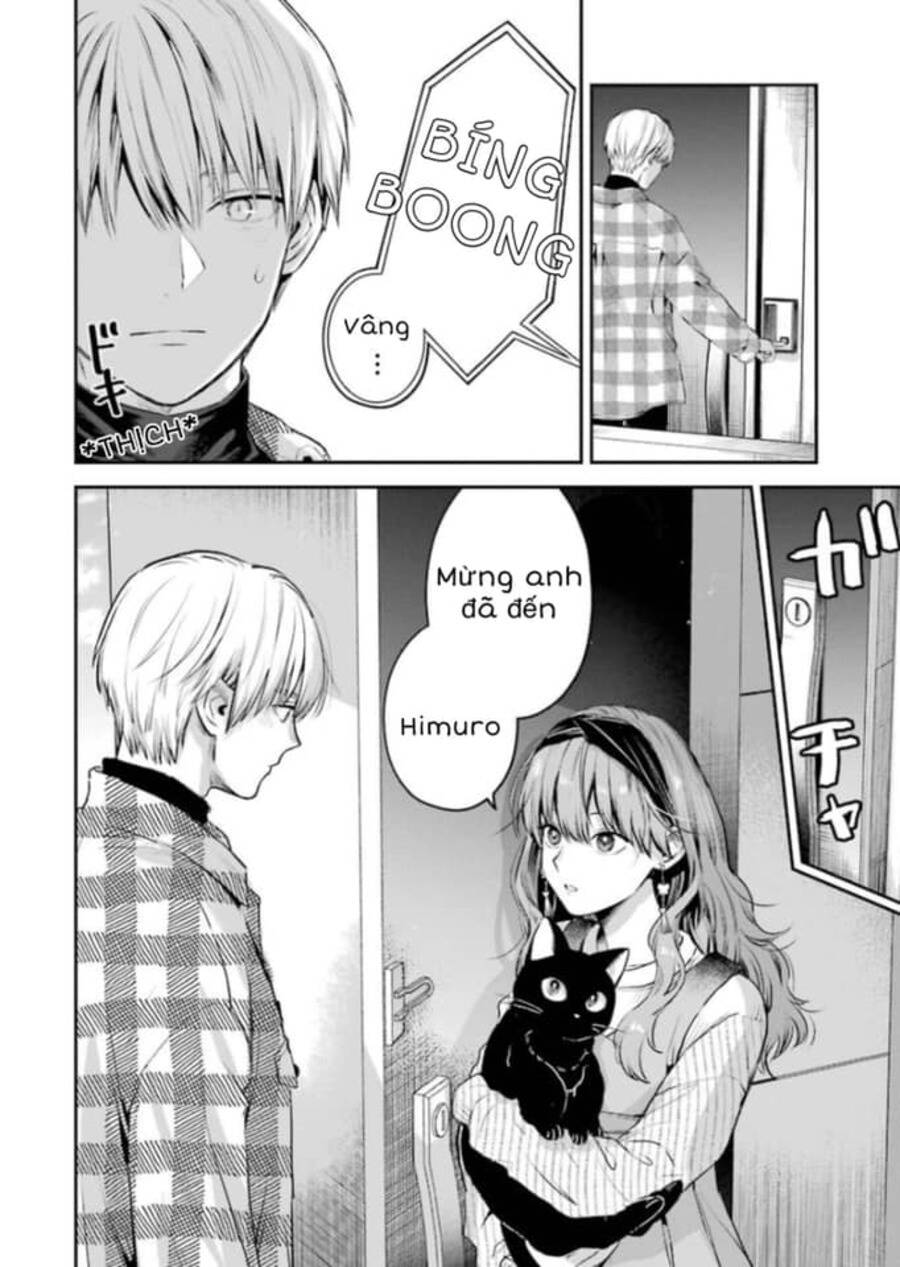 BÍNG
BOONG
Vâng
...
ドキ
*THỊCH*
ガ
チャ
Mừng anh
đã đến
Himuro